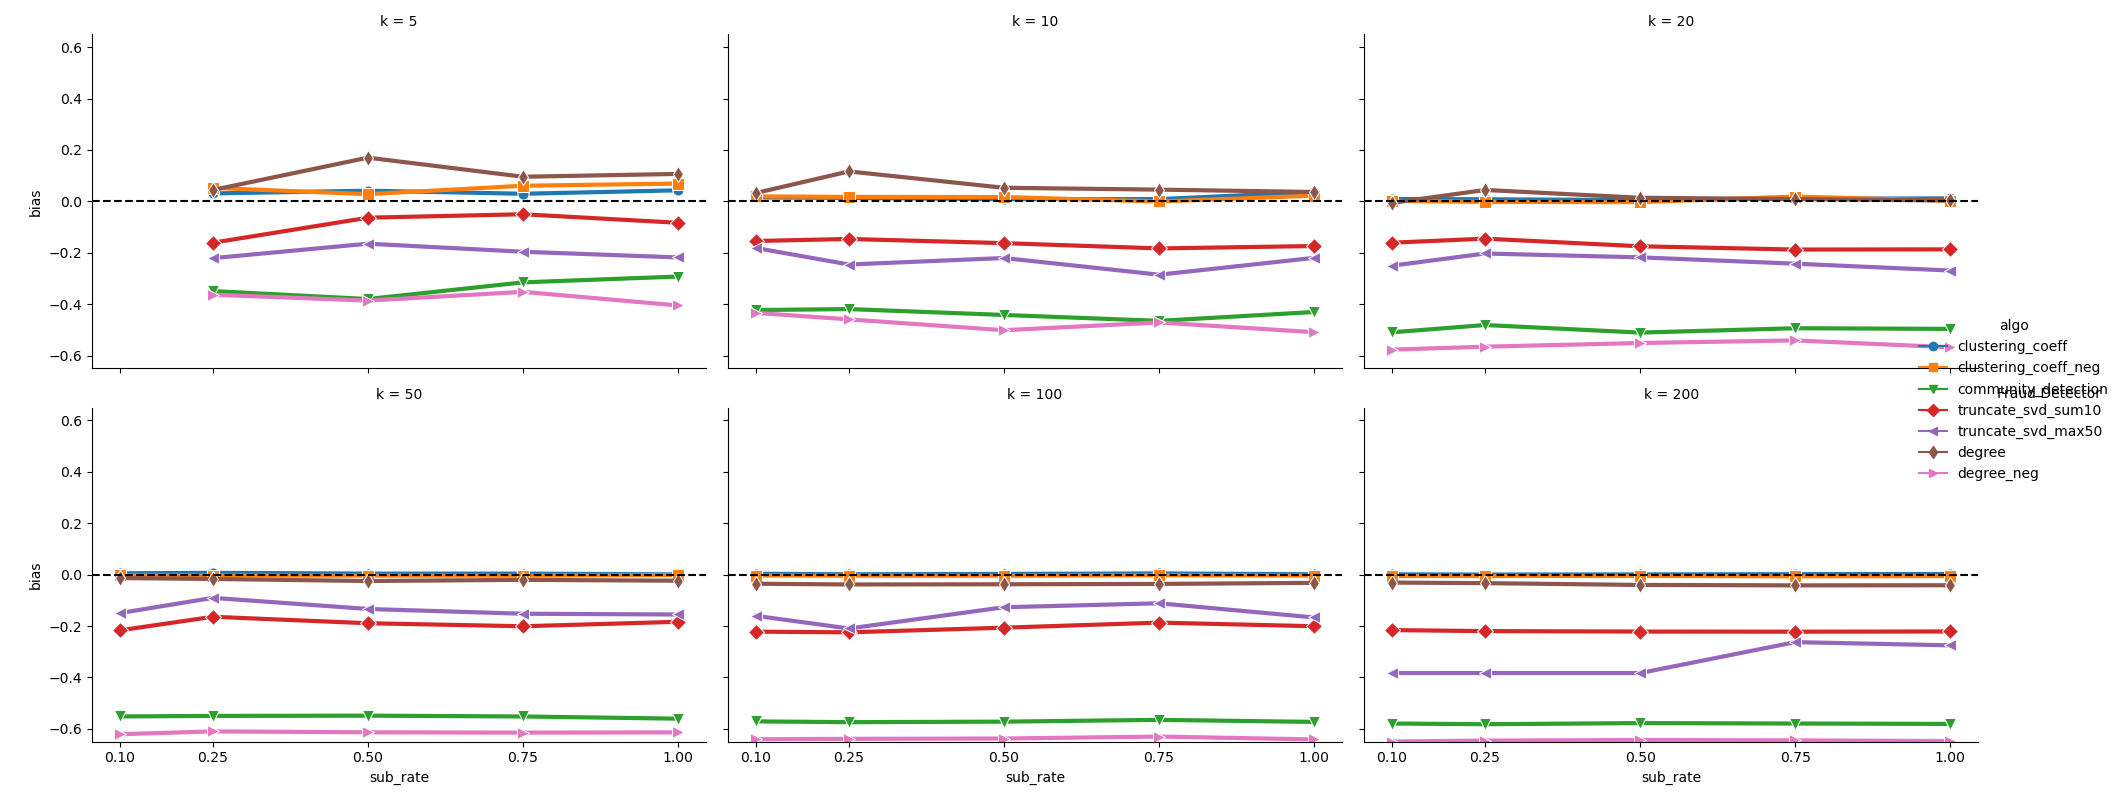 k = 5
k = 10
k = 20
0.6
0.4
0.2
0.0
−0.2
−0.4
−0.6
bias
algo
clustering_coeff
clustering_coeff_neg
community_detection
truncate_svd_sum10
truncate_svd_max50
degree
degree_neg
Fraud Detector
k = 50
k = 100
k = 200
0.6
0.4
0.2
0.0
−0.2
−0.4
−0.6
bias
0.10 0.25 0.50 0.75 1.00
sub_rate
0.10 0.25 0.50 0.75 1.00
sub_rate
0.10 0.25 0.50 0.75 1.00
sub_rate